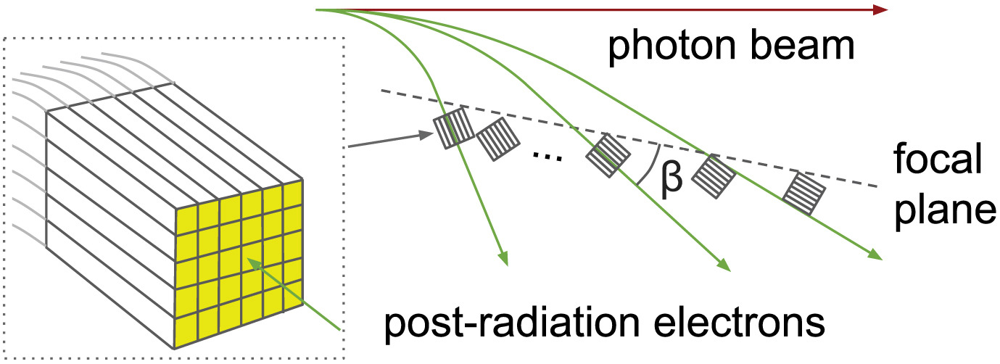 photon beam
...
β
focal
plane
post-radiation electrons